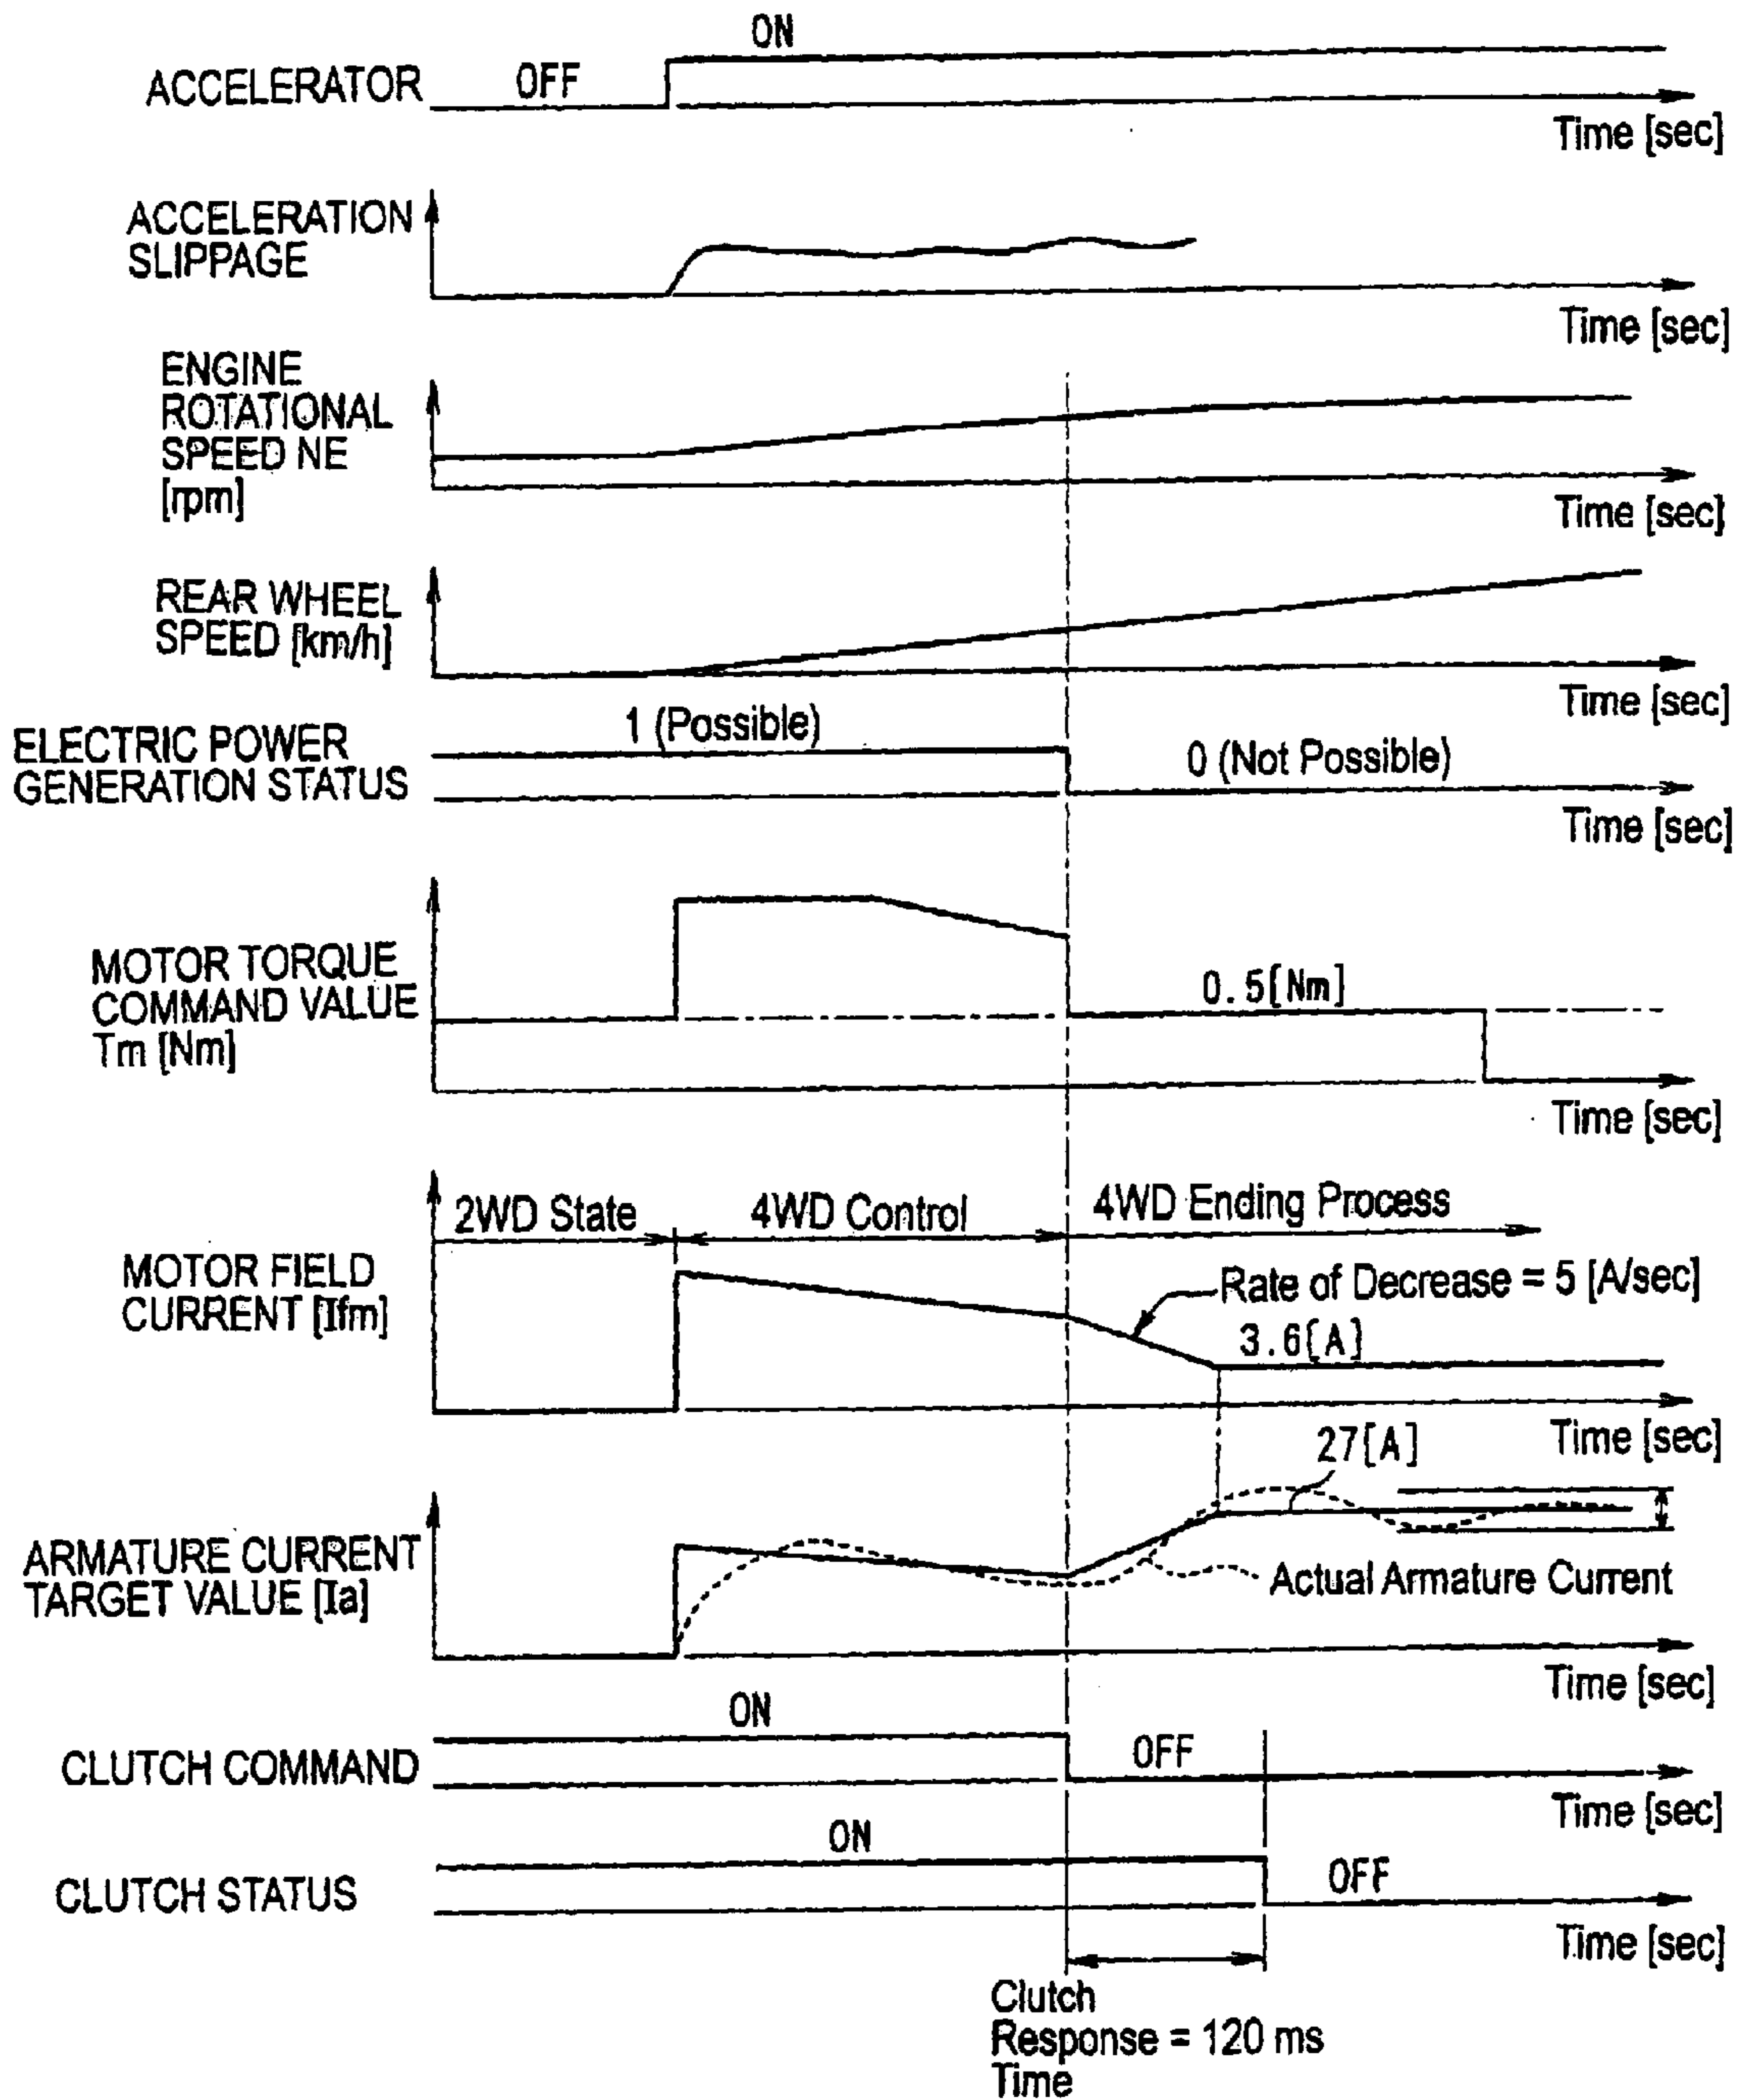 ON
ACCELERATOR
OFF
Time [sec]
ACCELERATION
SLIPPAGE
Time [sec]
ENGINE
ROTATIONAL
SPEED NE
[rpm]
Time [sec]
REAR WHEEL
SPEED [km/h]
Time [sec]
1 (Possible)
ELECTRIC POWER
GENERATION STATUS
0 (Not Possible)
Time [sec]
MOTOR TORQUE
COMMAND VALUE
Tm [Nm]
0.5[Nm]
Time [sec]
2WD State
4WD Control
4WD Ending Process
MOTOR FIELD
CURRENT [Ifm]
Rate of Decrease = 5 [A/sec]
3.6[A]
Time [sec]
27[A]
ARMATURE CURRENT
TARGET VALUE [Ia]
Actual Armature Current
Time [sec]
ON
CLUTCH COMMAND
OFF
Time [sec]
ON
CLUTCH STATUS
OFF
Time [sec]
Clutch
Response = 120 ms
Time